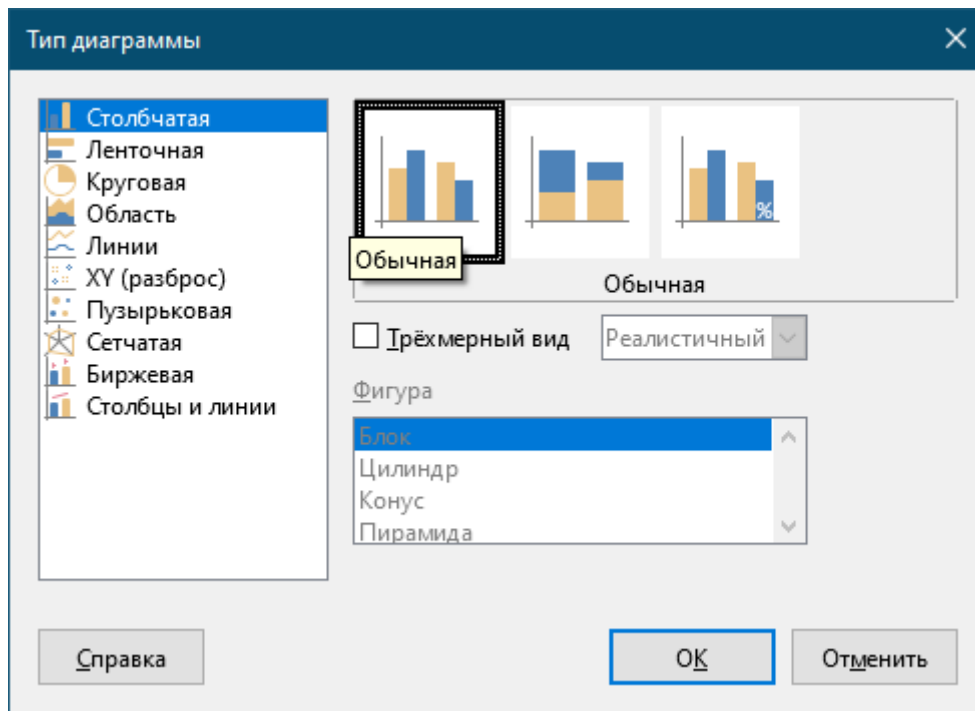 Тип диаграммы
Столбчатая
Ленточная
Круговая
Область
Линии
XY (разброс)
Пузырьковая
Сетчатая
Биржевая
Столбцы и линии
%
Обычная
Обычная
Трёхмерный вид
Реалистичный
Фигура
Блок
Цилиндр
Конус
Пирамида
Справка
OK
Отменить